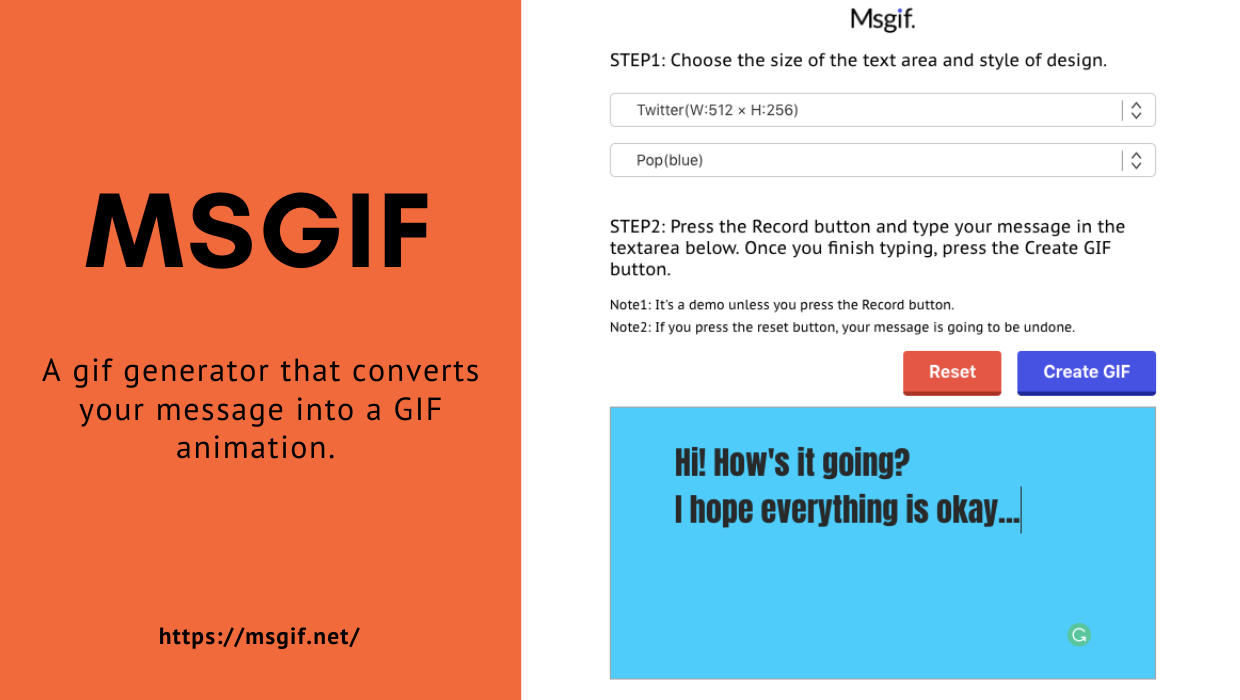 MSGIF
A gif generator that converts
your message into a GIF
animation.
https://msgif.net/
Msgif.
STEP1: Choose the size of the text area and style of design.
Twitter(W:512 × H:256)
Pop(blue)
STEP2: Press the Record button and type your message in the
textarea below. Once you finish typing, press the Create GIF
button.
Note1: It's a demo unless you press the Record button.
Note2: If you press the reset button, your message is going to be undone.
Reset
Create GIF
Hi! How's it going?
I hope everything is okay...